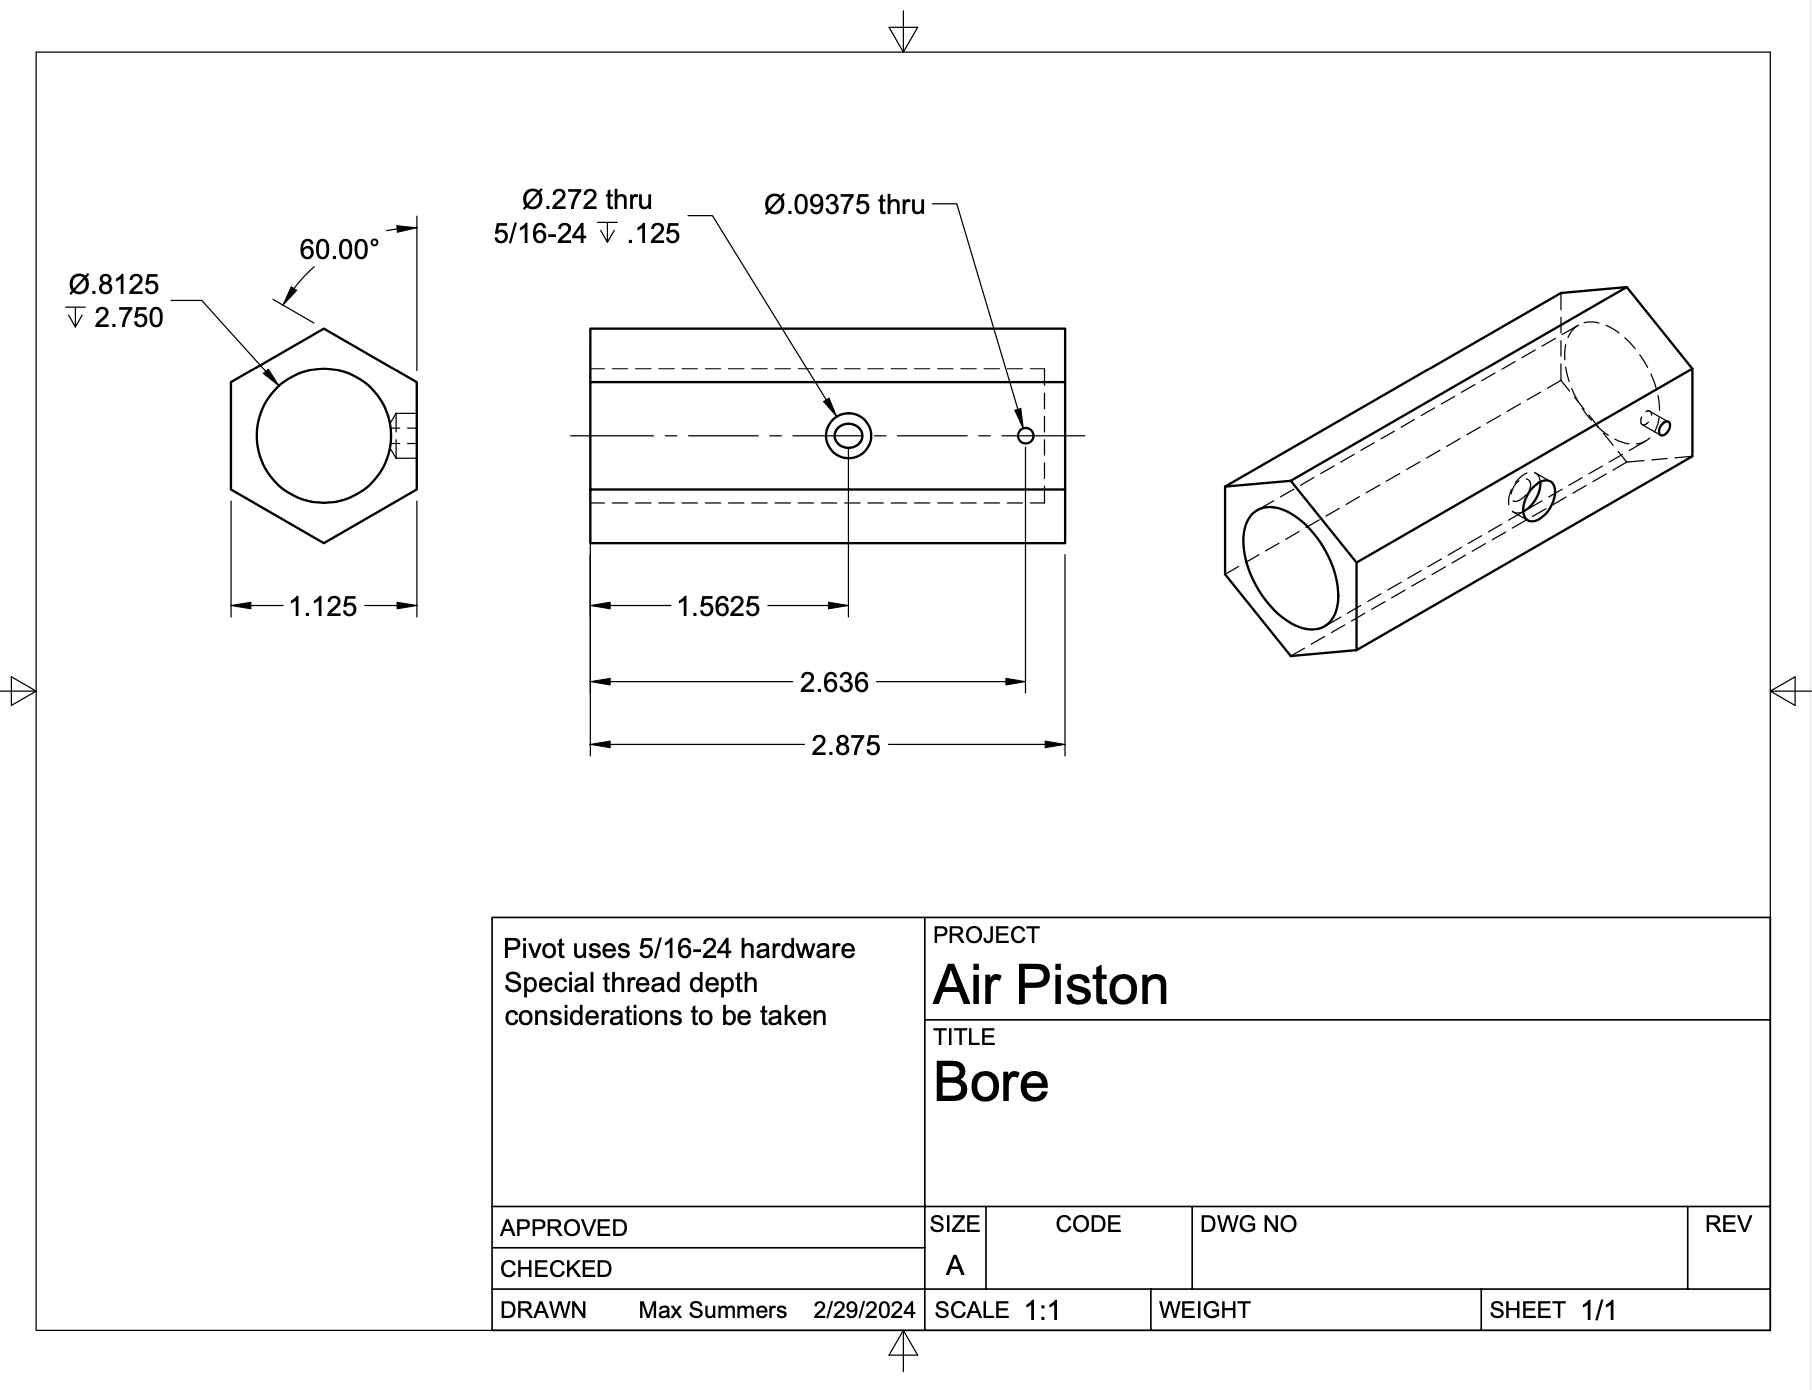 Ø.272 thru
5/16-24 ↧ .125
Ø.09375 thru
60.00°
Ø.8125
↧ 2.750
1.125
1.5625
2.636
2.875
Pivot uses 5/16-24 hardware
Special thread depth
considerations to be taken
PROJECT
Air Piston
TITLE
Bore
APPROVED
CHECKED
DRAWN Max Summers 2/29/2024
SIZE
A
CODE
DWG NO
REV
SCALE 1:1
WEIGHT
SHEET 1/1